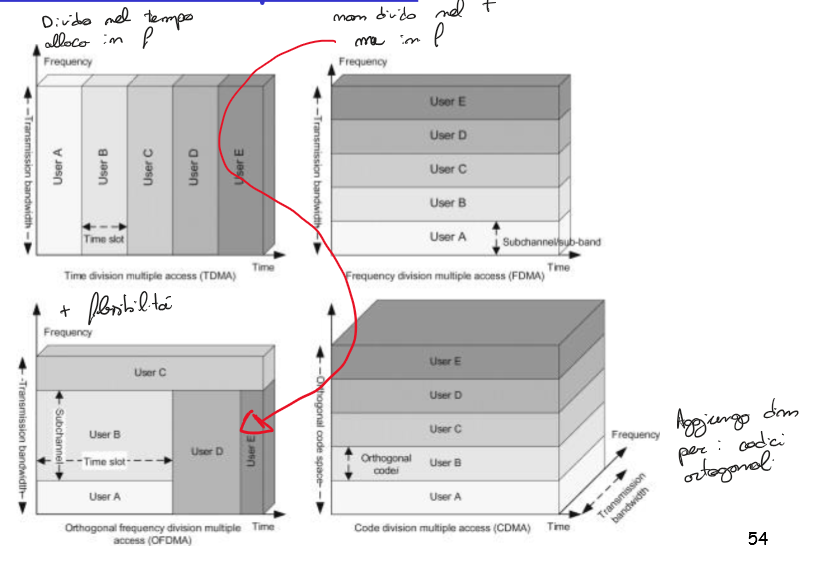 Divido nel tempo
alloco in f
non divido nel t
ma in f
Frequency
Transmission bandwidth
User A
User B
User C
User D
User E
Time slot
Time
Time division multiple access (TDMA)
Frequency
Transmission bandwidth
User E
User D
User C
User B
User A
Subchannel/sub-band
Time
Frequency division multiple access (FDMA)
+ flessibilità
Frequency
Transmission bandwidth
User C
Subchannel
User B
Time slot
User A
User D
User E
Time
Orthogonal frequency division multiple
access (OFDMA)
Orthogonal code space
User E
User D
User C
User B
User A
Orthogonal
codei
Frequency
Transmission
bandwidth
Time
Code division multiple access (CDMA)
Aggiungo dim
per i codici
ortogonali
54